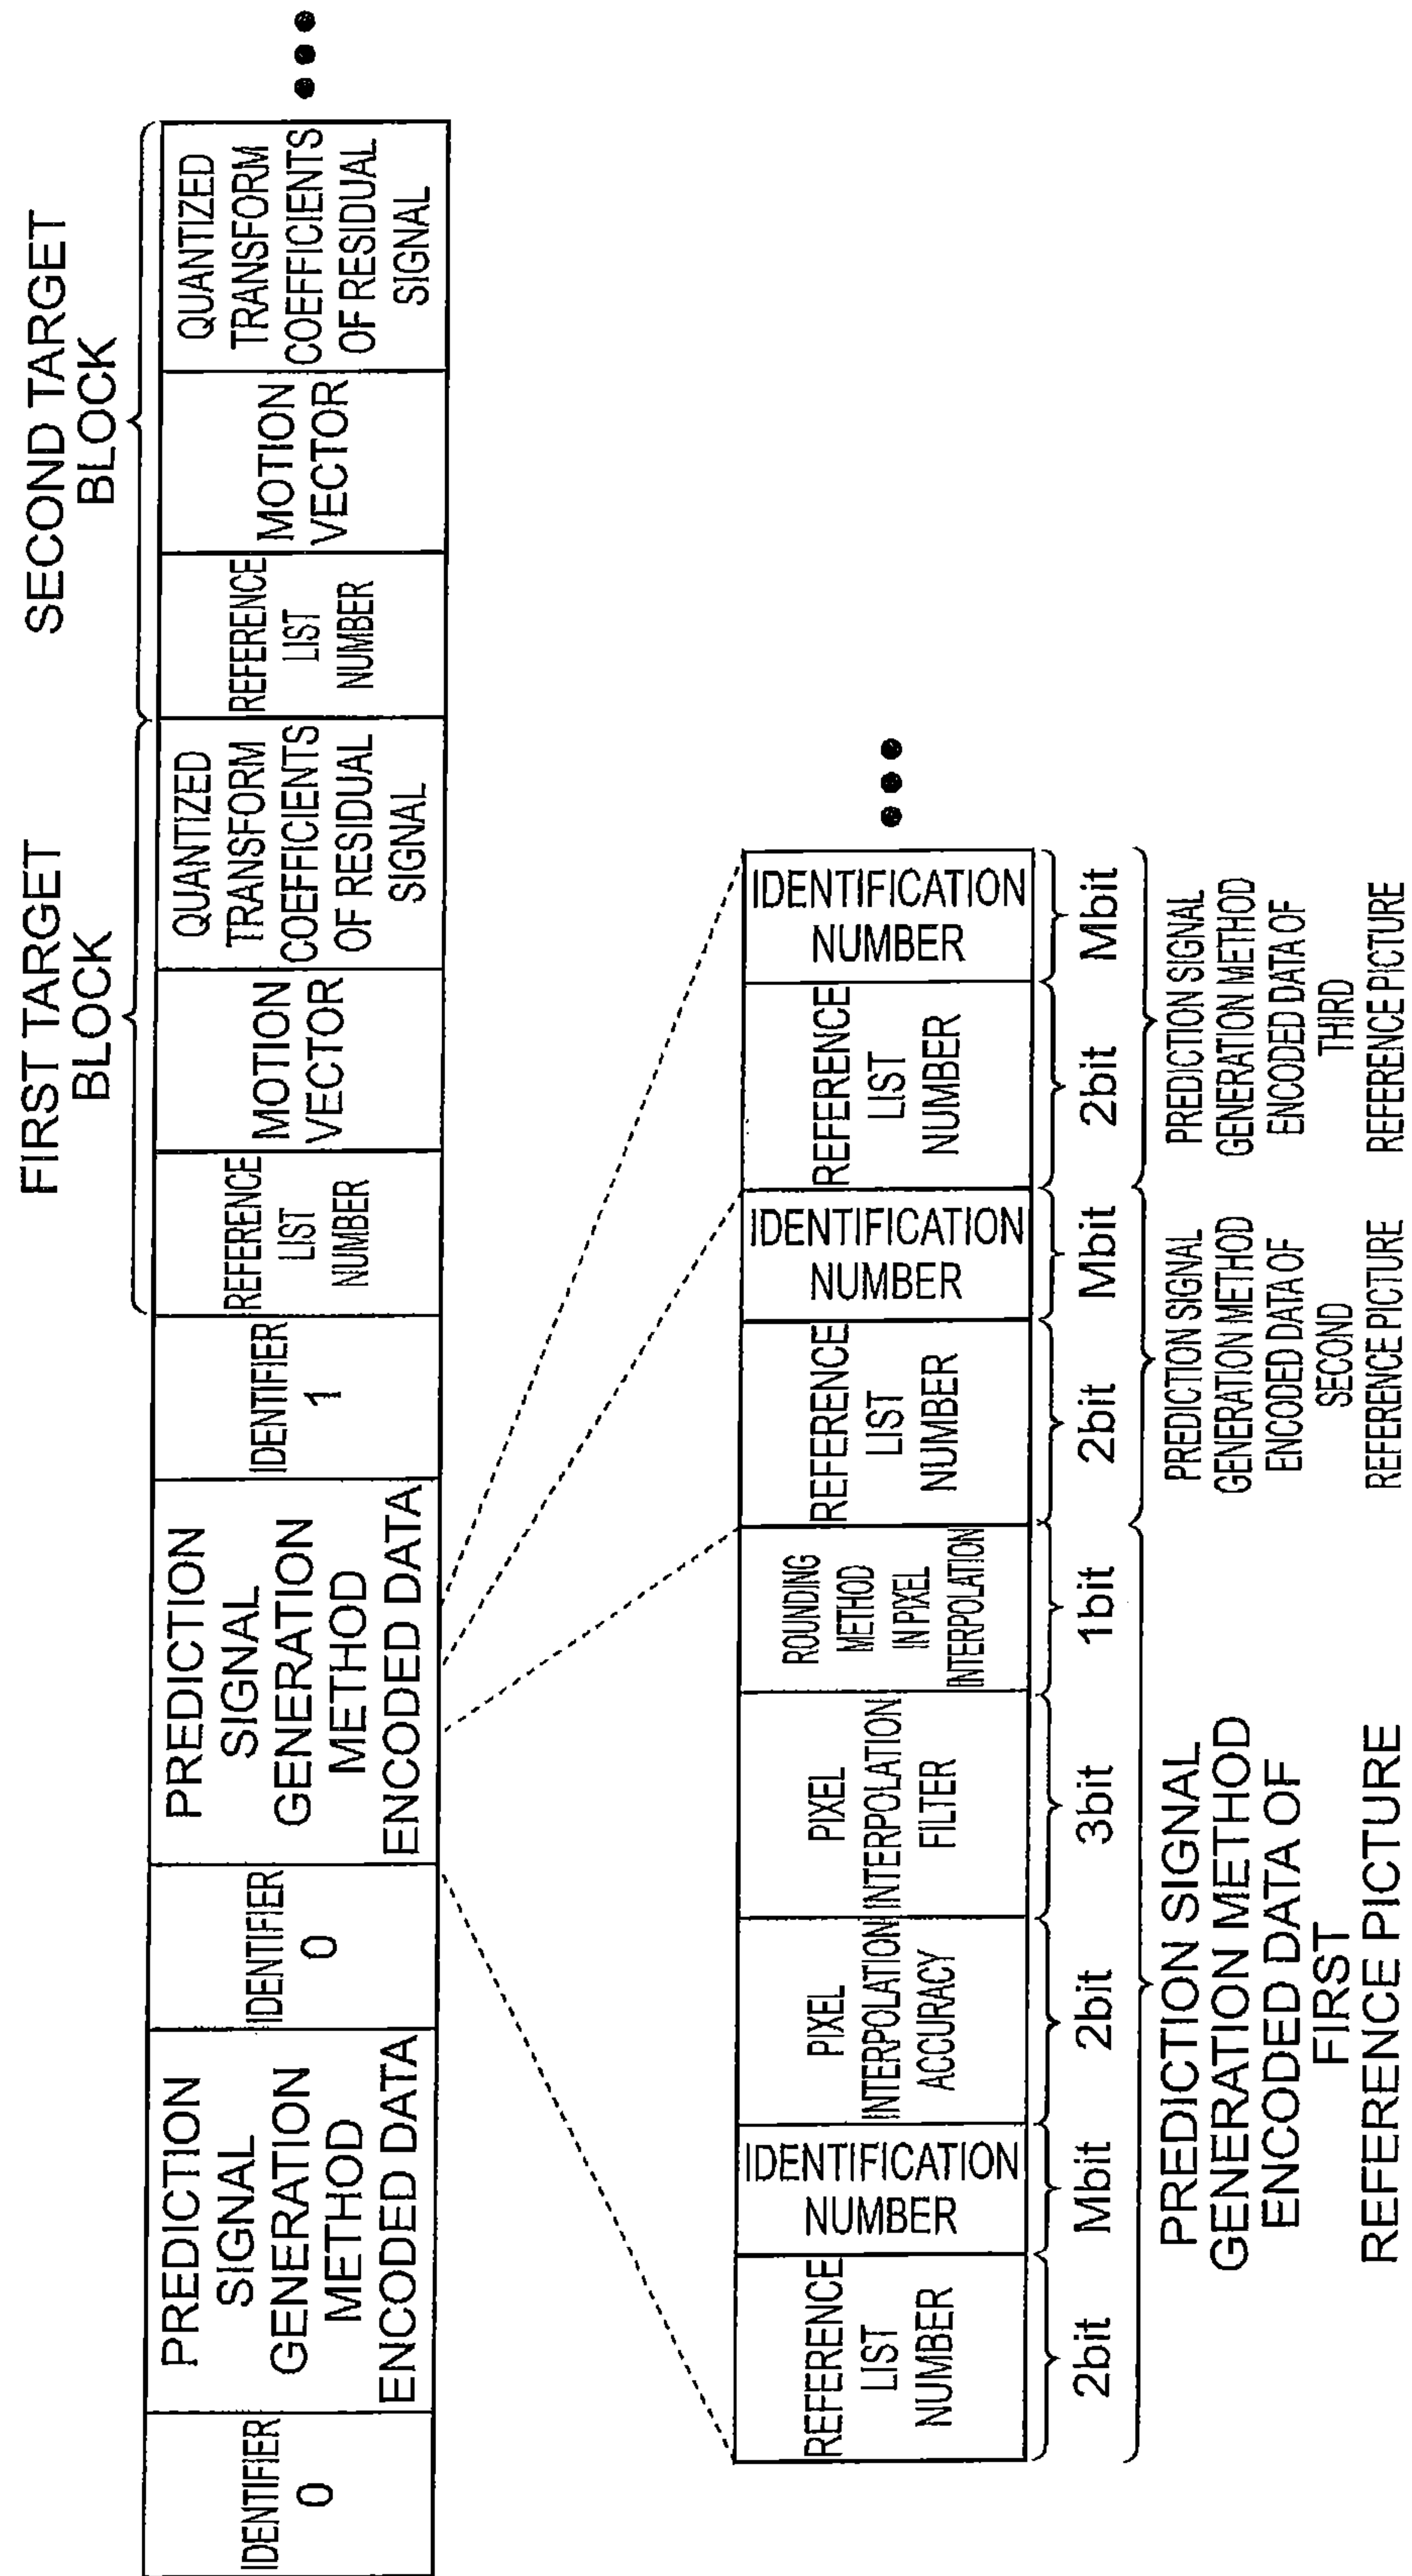 FIRST TARGET
BLOCK
SECOND TARGET
BLOCK
IDENTIFIER
0
PREDICTION
SIGNAL
GENERATION
METHOD
ENCODED DATA
IDENTIFIER
0
PREDICTION
SIGNAL
GENERATION
METHOD
ENCODED DATA
IDENTIFIER
1
REFERENCE
LIST
NUMBER
MOTION
VECTOR
QUANTIZED
TRANSFORM
COEFFICIENTS
OF RESIDUAL
SIGNAL
REFERENCE
LIST
NUMBER
MOTION
VECTOR
QUANTIZED
TRANSFORM
COEFFICIENTS
OF RESIDUAL
SIGNAL
REFERENCE
LIST
NUMBER
IDENTIFICATION
NUMBER
PIXEL
INTERPOLATION
ACCURACY
PIXEL
INTERPOLATION
FILTER
ROUNDING
METHOD
IN PIXEL
INTERPOLATION
REFERENCE
LIST
NUMBER
IDENTIFICATION
NUMBER
REFERENCE
LIST
NUMBER
IDENTIFICATION
NUMBER
2bit
Mbit
2bit
3bit
1bit
2bit
Mbit
2bit
Mbit
PREDICTION SIGNAL
GENERATION METHOD
ENCODED DATA OF
FIRST
REFERENCE PICTURE
PREDICTION SIGNAL
GENERATION METHOD
ENCODED DATA OF
SECOND
REFERENCE PICTURE
PREDICTION SIGNAL
GENERATION METHOD
ENCODED DATA OF
THIRD
REFERENCE PICTURE